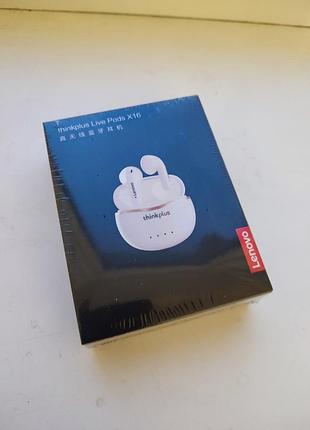 thinkplus Live Pods X16
真无线蓝牙耳机
Lenovo
thinkplus
Lenovo